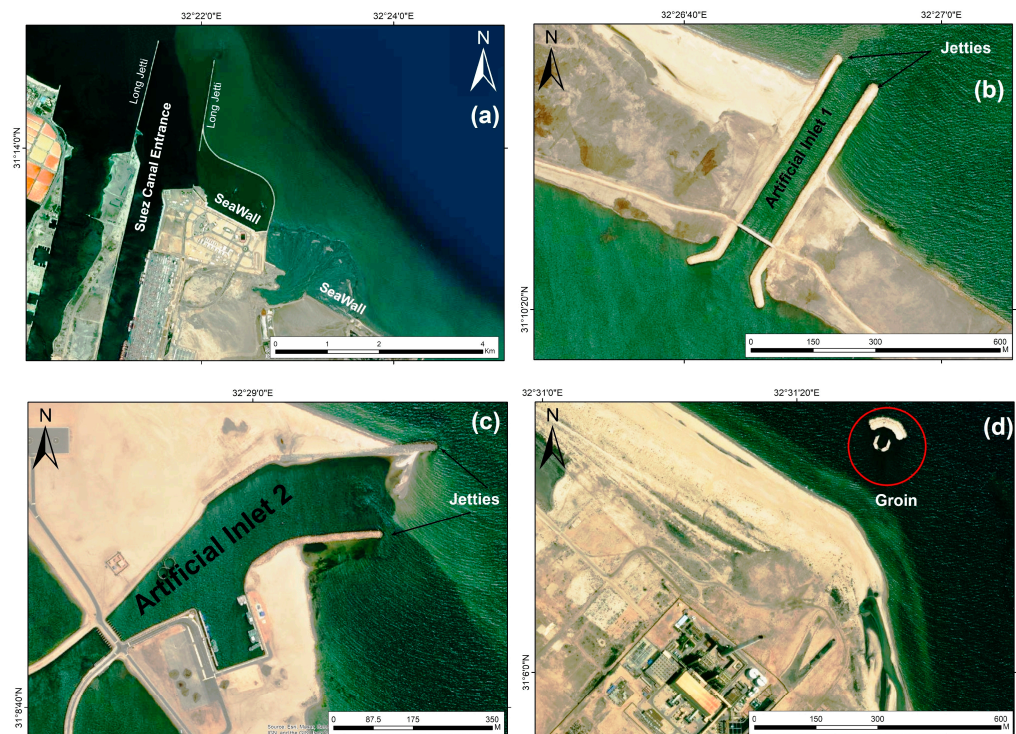 32°22'0"E
32°24'0"E
31°14'0"N
N
(a)
Long Jetti
Long Jetti
Suez Canal Entrance
SeaWall
SeaWall
0 1 2 4
Km
32°26'40"E
32°27'0"E
31°10'20"N
N
Jetties
(b)
Artificial Inlet 1
0 150 300 600
M
32°29'0"E
31°8'40"N
N
(c)
Jetties
Artificial Inlet 2
0 87.5 175 350
M
32°31'0"E
32°31'20"E
31°6'0"N
N
(d)
Groin
0 150 300 600
M